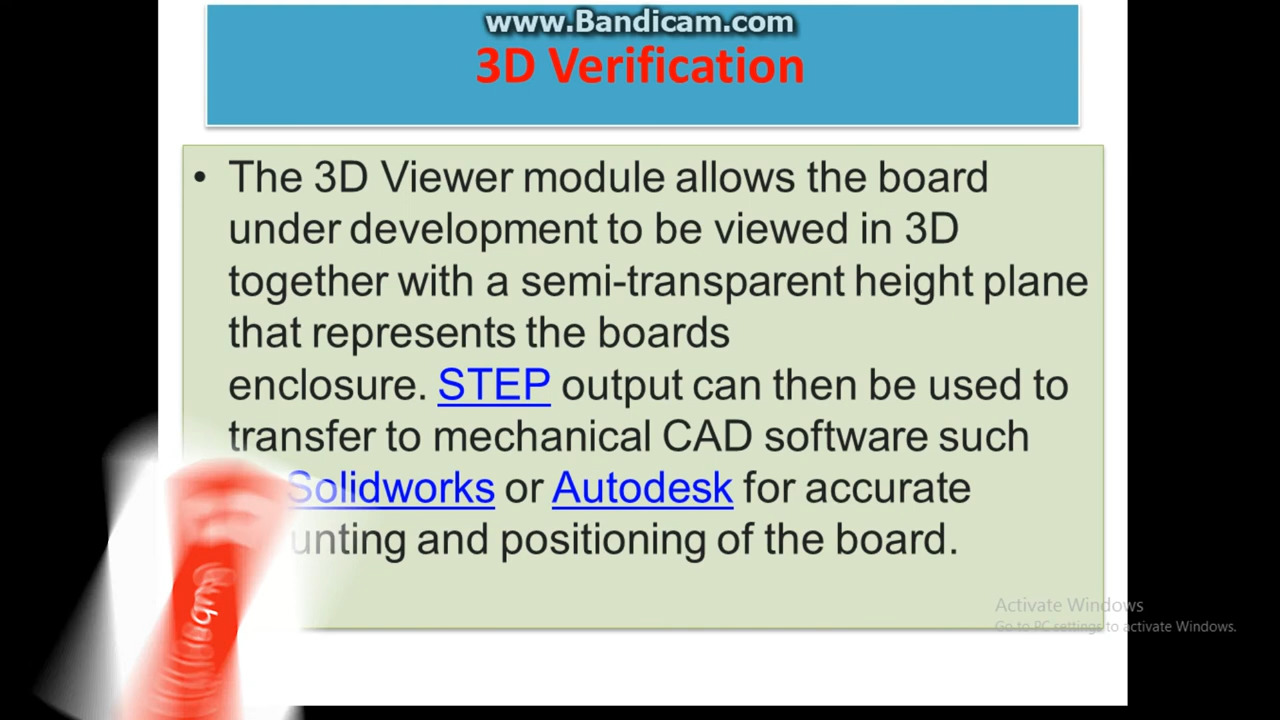 www.Bandicam.com
3D Verification
• The 3D Viewer module allows the board
under development to be viewed in 3D
together with a semi-transparent height plane
that represents the boards
enclosure. STEP output can then be used to
transfer to mechanical CAD software such
Solidworks or Autodesk for accurate
unting and positioning of the board.
Activate Windows
Go to PC settings to activate Windows.